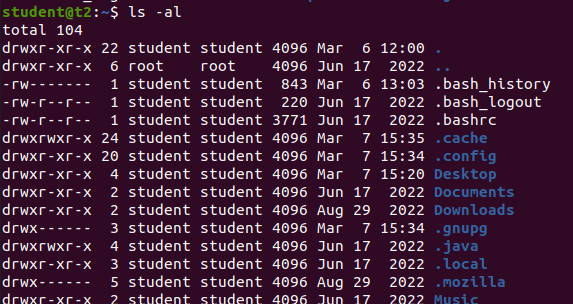 student@t2:~$ ls -al
total 104
drwxr-xr-x 22 student student 4096 Mar  6 12:00 .
drwxr-xr-x  6 root    root    4096 Jun 17  2022 ..
-rw-------  1 student student  843 Mar  6 13:03 .bash_history
-rw-r--r--  1 student student  220 Jun 17  2022 .bash_logout
-rw-r--r--  1 student student 3771 Jun 17  2022 .bashrc
drwxrwxr-x 24 student student 4096 Mar  7 15:35 .cache
drwxr-xr-x 20 student student 4096 Mar  7 15:34 .config
drwxr-xr-x  4 student student 4096 Mar  7 15:20 Desktop
drwxr-xr-x  2 student student 4096 Jun 17  2022 Documents
drwxr-xr-x  2 student student 4096 Aug 29  2022 Downloads
drwx------  3 student student 4096 Mar  7 15:34 .gnupg
drwxrwxr-x  4 student student 4096 Jun 17  2022 .java
drwxr-xr-x  3 student student 4096 Jun 17  2022 .local
drwx------  5 student student 4096 Aug 29  2022 .mozilla
drwxr-xr-x  2 student student 4096 Jun 17  2022 Music